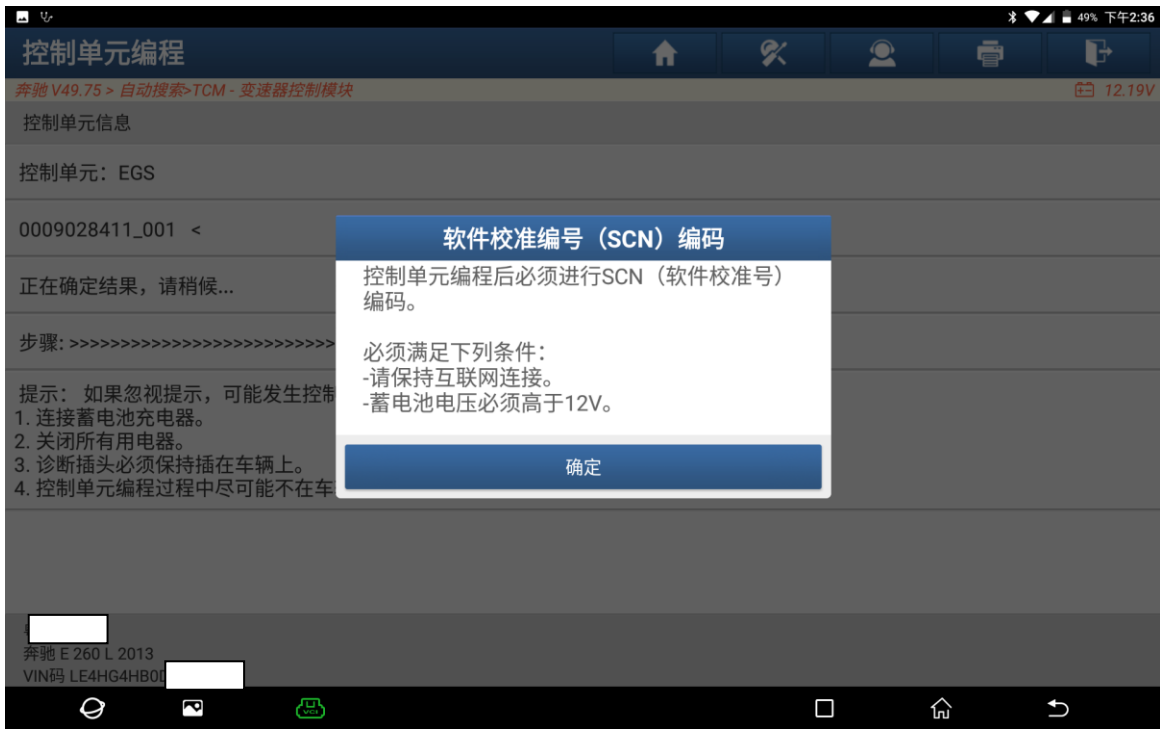 49% 下午2:36
控制单元编程
奔驰 V49.75 > 自动搜索>TCM - 变速器控制模块
12.19V
控制单元信息
控制单元：EGS
0009028411_001 <
正在确定结果，请稍候...
步骤: >>>>>>>>>>>>>>>>>>>>>>>>>>
提示： 如果忽视提示，可能发生控制
1. 连接蓄电池充电器。
2. 关闭所有用电器。
3. 诊断插头必须保持插在车辆上。
4. 控制单元编程过程中尽可能不在车
软件校准编号（SCN）编码
控制单元编程后必须进行SCN（软件校准号）
编码。
必须满足下列条件：
-请保持互联网连接。
-蓄电池电压必须高于12V。
确定
奔驰 E 260 L 2013
VIN码 LE4HG4HB0D
VCI